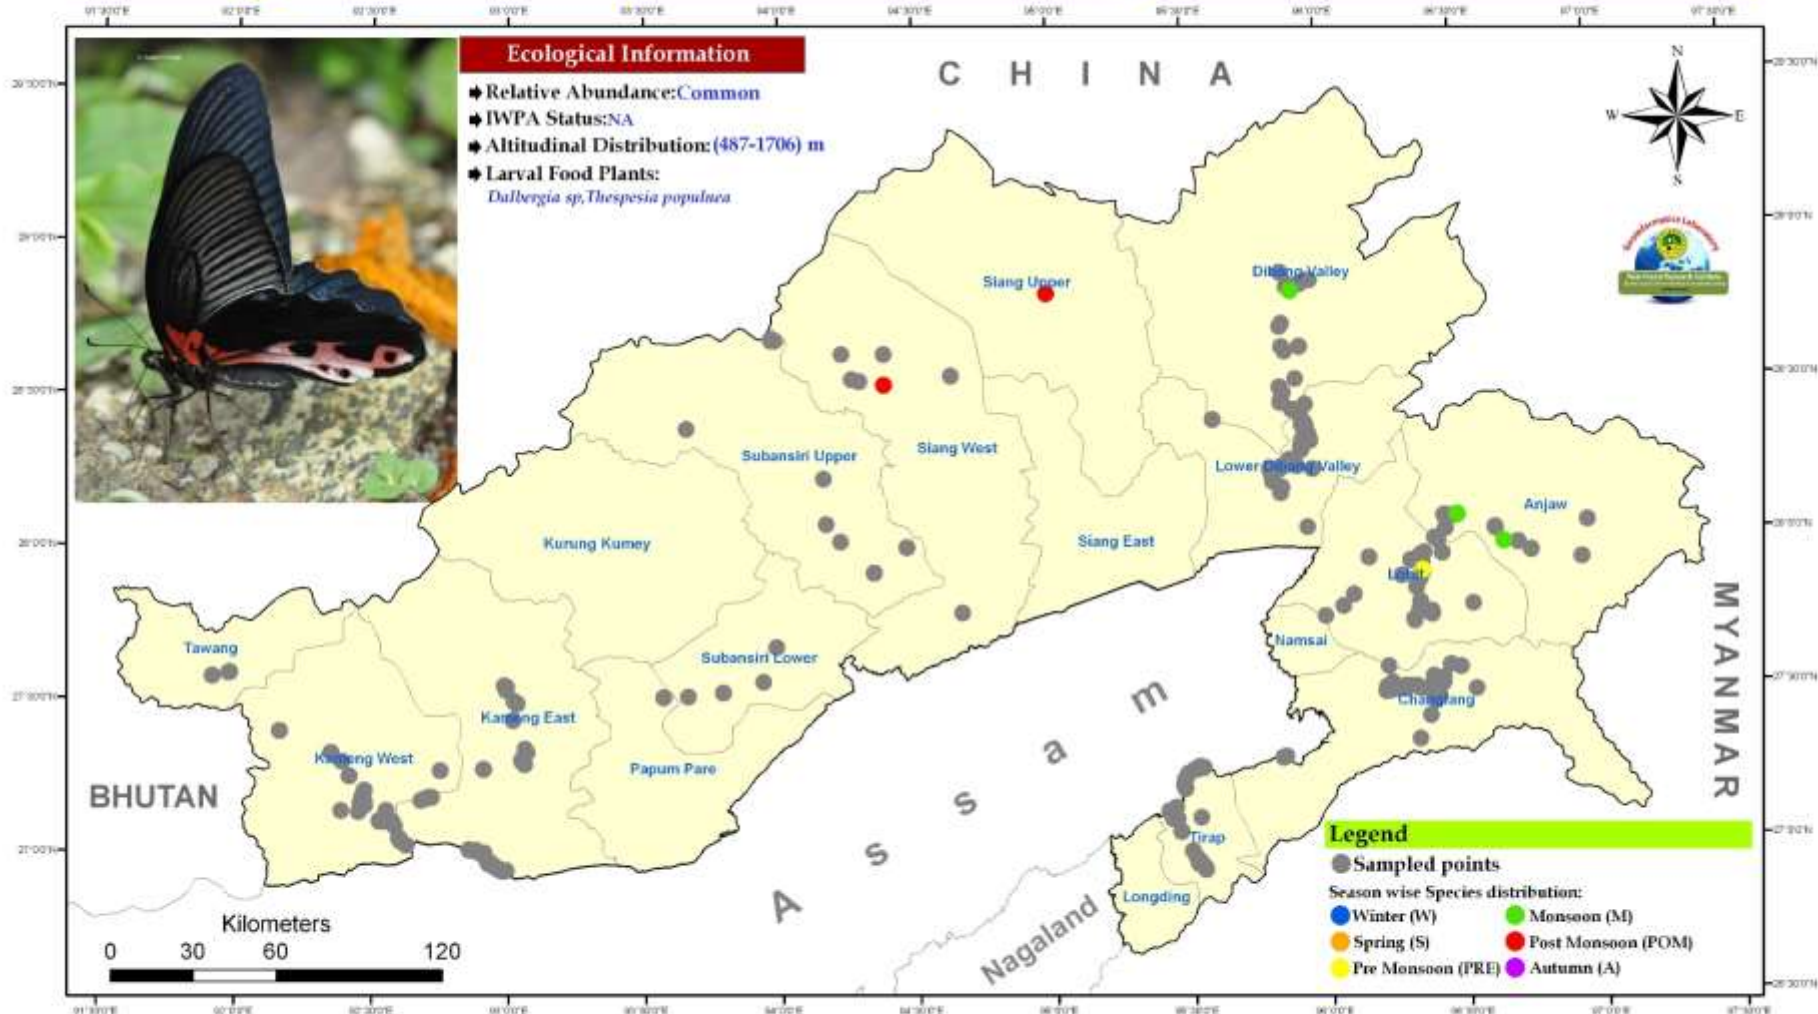 Ecological Information
Relative Abundance:Common
IWPA Status:NA
Altitudinal Distribution:(487-1706) m
Larval Food Plants:
Dalbergia sp,Thespesia populnea
C H I N A
N
W E
S
Siang Upper
Dibang Valley
Subansiri Upper
Siang West
Lower Dibang Valley
Anjaw
Kurung Kumey
Siang East
Lohit
Tawang
Subansiri Lower
Namsai
Changlang
Kameng East
Kameng West
Papum Pare
BHUTAN
MYANMAR
Assam
Tirap
Longding
Nagaland
Kilometers
0 30 60 120
Legend
Sampled points
Season wise Species distribution:
Winter (W)
Monsoon (M)
Spring (S)
Post Monsoon (POM)
Pre Monsoon (PRE)
Autumn (A)